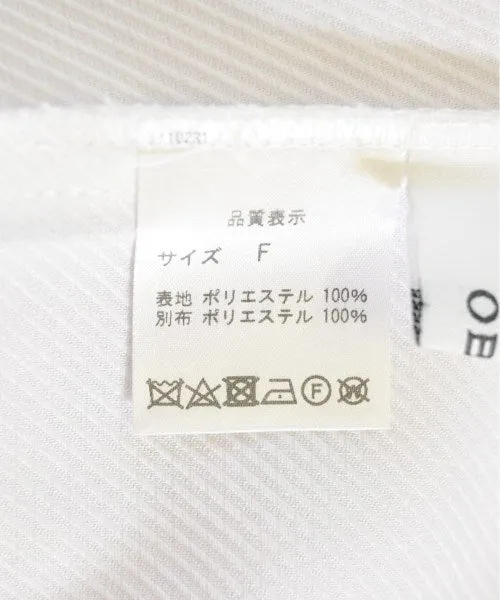 品質表示
サイズ F
表地 ポリエステル 100%
別布 ポリエステル 100%
F W
OE